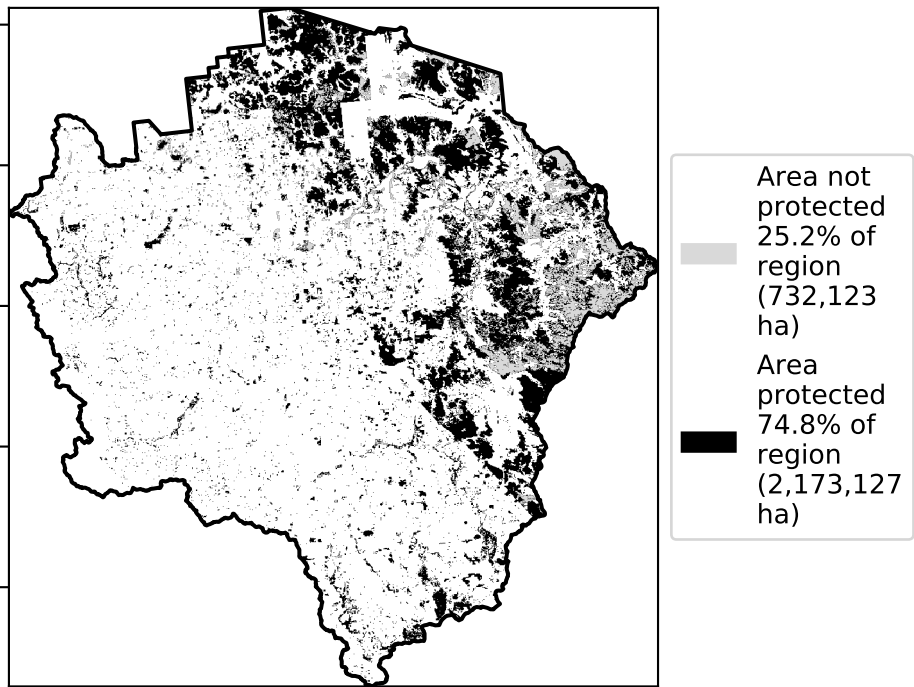 Area not
protected
25.2% of
region
(732,123
ha)
Area
protected
74.8% of
region
(2,173,127
ha)